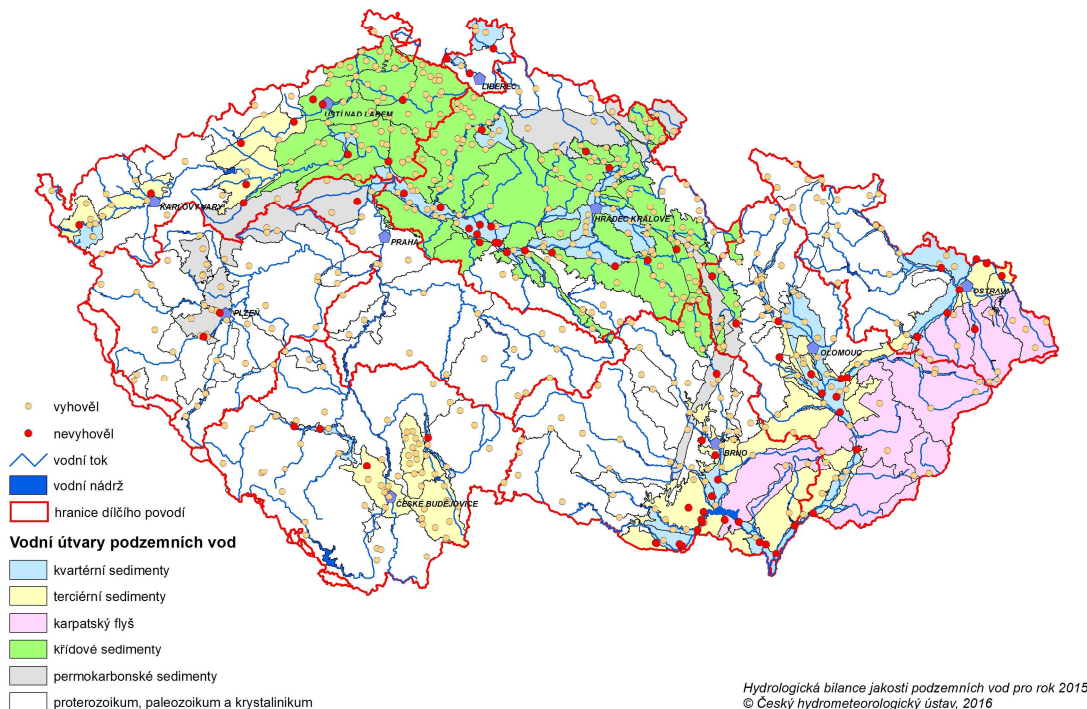 LIBEREC
ÚSTÍ NAD LABEM
KARLOVY VARY
HRADEC KRÁLOVÉ
PRAHA
OSTRAVA
PLZEŇ
OLOMOUC
BRNO
ČESKÉ BUDĚJOVICE
vyhověl
nevyhověl
vodní tok
vodní nádrž
hranice dílčího povodí
Vodní útvary podzemních vod
kvartérní sedimenty
terciérní sedimenty
karpatský flyš
křídové sedimenty
permokarbonské sedimenty
proterozoikum, paleozoikum a krystalinikum
Hydrologická bilance jakosti podzemních vod pro rok 2015
© Český hydrometeorologický ústav, 2016